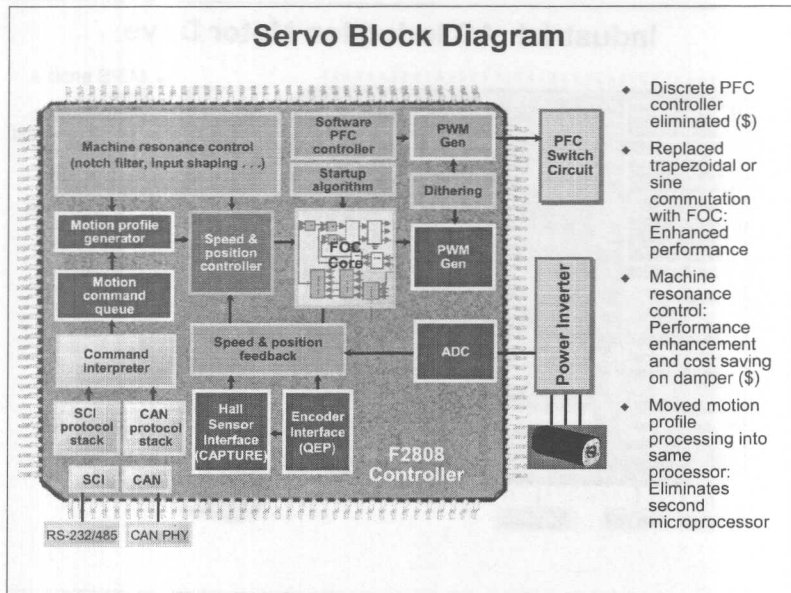 Servo Block Diagram
Machine resonance control
(notch filter, input shaping . . .)
Software
PFC
controller
PWM
Gen
PFC
Switch
Circuit
Startup
algorithm
Dithering
Motion profile
generator
Speed &
position
controller
FOC
Core
PWM
Gen
Motion
command
queue
Command
interpreter
Speed & position
feedback
ADC
Power Inverter
SCI
protocol
stack
CAN
protocol
stack
Hall
Sensor
Interface
(CAPTURE)
Encoder
Interface
(QEP)
F2808
Controller
SCI
CAN
RS-232/485
CAN PHY
◆ Discrete PFC
controller
eliminated ($)
◆ Replaced
trapezoidal or
sine
commutation
with FOC:
Enhanced
performance
◆ Machine
resonance
control:
Performance
enhancement
and cost saving
on damper ($)
◆ Moved motion
profile
processing into
same
processor:
Eliminates
second
microprocessor